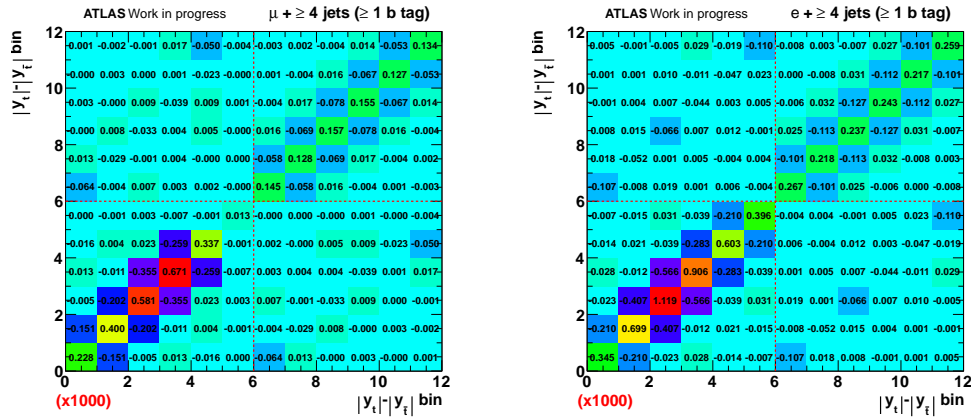 ATLAS Work in progress μ + ≥ 4 jets (≥ 1 b tag)
|y_t|-|y_t̄| bin
12
0.001 -0.002 -0.001 0.017 -0.050 -0.004 -0.003 0.002 -0.004 0.014 -0.053 0.134
-0.000 0.003 0.000 0.001 -0.023 -0.000 0.001 -0.004 0.016 -0.067 0.127 -0.053
10
0.003 -0.000 0.009 -0.039 0.009 0.001 -0.004 0.017 -0.078 0.155 -0.067 0.014
-0.000 0.008 -0.033 0.004 0.005 -0.000 0.016 -0.069 0.157 -0.078 0.016 -0.004
8
0.013 -0.029 -0.001 0.004 -0.000 0.000 -0.058 0.128 -0.069 0.017 -0.004 0.002
-0.064 0.004 0.007 0.003 0.002 -0.000 0.145 -0.058 0.016 -0.004 0.001 -0.003
6
0.000 -0.000 0.003 -0.007 -0.001 0.013 -0.000 0.000 -0.000 0.001 -0.000 -0.004
-0.016 0.004 0.023 -0.259 0.337 -0.001 0.002 -0.000 0.005 0.009 -0.023 -0.050
4
0.013 -0.011 -0.355 0.671 -0.259 -0.007 0.003 0.004 0.004 -0.039 0.001 0.017
-0.005 -0.202 0.581 -0.355 0.023 0.003 0.007 -0.001 -0.033 0.009 0.000 -0.001
2
-0.151 0.400 -0.202 -0.011 0.004 -0.000 0.004 -0.029 0.008 -0.000 0.003 -0.002
0.228 -0.151 -0.005 0.013 -0.016 0.000 -0.064 0.013 -0.000 0.003 -0.000 0.001
0
0 2 4 6 8 10 12
(x1000)
|y_t|-|y_t̄| bin
ATLAS Work in progress e + ≥ 4 jets (≥ 1 b tag)
|y_t|-|y_t̄| bin
12
0.005 -0.001 -0.005 0.029 -0.019 -0.110 -0.008 0.003 -0.007 0.027 -0.101 0.259
-0.000 0.001 0.010 -0.011 -0.047 0.023 -0.000 -0.008 0.031 -0.112 0.217 -0.101
10
-0.001 0.004 0.007 -0.044 0.003 0.005 -0.006 0.032 -0.127 0.243 -0.112 0.027
0.001 0.015 -0.066 0.007 0.012 -0.001 0.025 -0.113 0.237 -0.127 0.031 -0.007
8
0.018 -0.052 0.001 0.005 -0.004 0.004 -0.101 0.218 -0.113 0.032 -0.008 0.003
-0.107 -0.008 0.019 0.001 0.006 -0.004 0.267 -0.101 0.025 -0.006 -0.000 -0.008
6
-0.007 -0.015 0.031 -0.039 -0.210 0.396 -0.004 0.004 -0.001 0.005 0.023 -0.110
-0.014 0.021 -0.039 -0.283 0.603 -0.210 0.006 -0.004 0.012 0.003 -0.047 -0.019
4
0.028 -0.012 -0.566 0.906 -0.283 -0.039 0.001 0.005 0.007 -0.044 -0.011 0.029
-0.023 -0.407 1.119 -0.566 -0.039 0.031 0.019 0.001 -0.066 0.007 0.010 -0.005
2
-0.210 0.699 -0.407 -0.012 0.021 -0.015 -0.008 -0.052 0.015 0.004 0.001 -0.001
0.345 -0.210 -0.023 0.028 -0.014 -0.007 -0.107 0.018 0.001 -0.001 -0.000 0.005
0
0 2 4 6 8 10 12
(x1000)
|y_t|-|y_t̄| bin